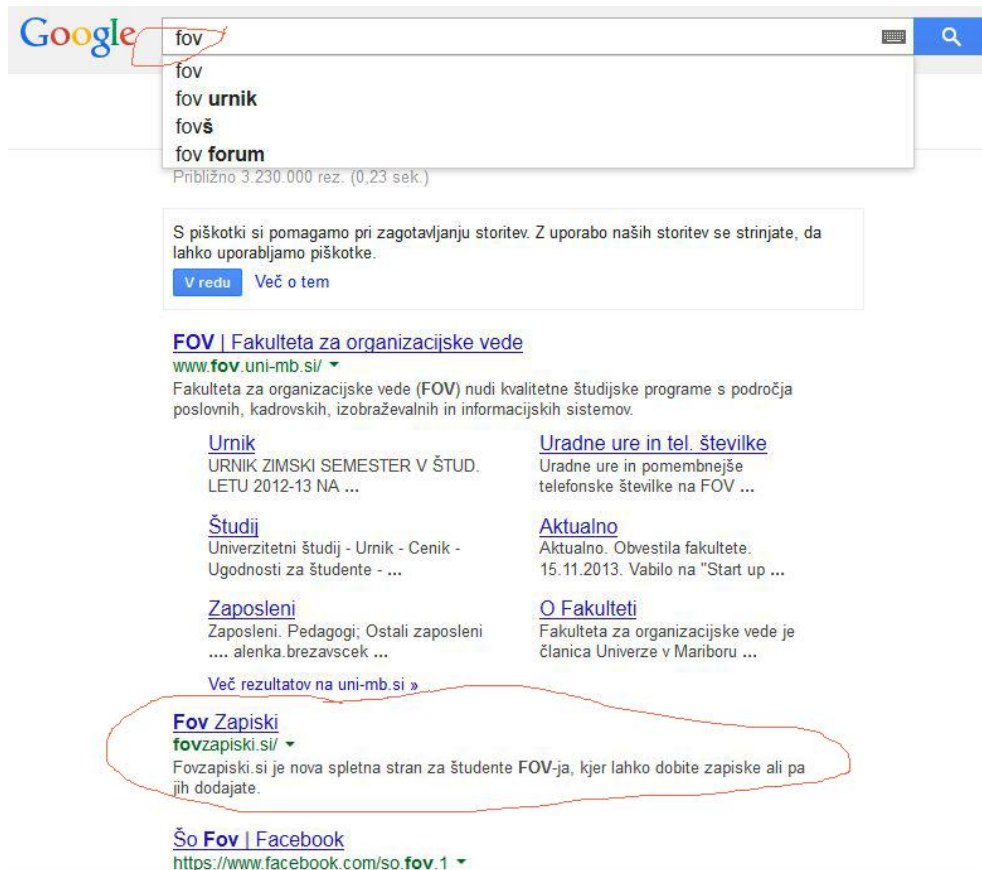 Google
fov
fov
fov urnik
fovš
fov forum
Približno 3.230.000 rez. (0,23 sek.)
S piškotki si pomagamo pri zagotavljanju storitev. Z uporabo naših storitev se strinjate, da
lahko uporabljamo piškotke.
V redu Več o tem
FOV | Fakulteta za organizacijske vede
www.fov.uni-mb.si/
Fakulteta za organizacijske vede (FOV) nudi kvalitetne študijske programe s področja
poslovnih, kadrovskih, izobraževalnih in informacijskih sistemov.
Urnik
URNIK ZIMSKI SEMESTER V ŠTUD.
LETU 2012-13 NA ...
Uradne ure in tel. številke
Uradne ure in pomembnejše
telefonske številke na FOV ...
Študij
Univerzitetni študij - Urnik - Cenik -
Ugodnosti za študente - ...
Aktualno
Aktualno. Obvestila fakultete.
15.11.2013. Vabilo na "Start up ...
Zaposleni
Zaposleni. Pedagogi; Ostali zaposleni
.... alenka.brezavscek ...
O Fakulteti
Fakulteta za organizacijske vede je
članica Univerze v Mariboru ...
Več rezultatov na uni-mb.si »
Fov Zapiski
fovzapiski.si/
Fovzapiski.si je nova spletna stran za študente FOV-ja, kjer lahko dobite zapiske ali pa
jih dodajate.
Šo Fov | Facebook
https://www.facebook.com/so.fov.1